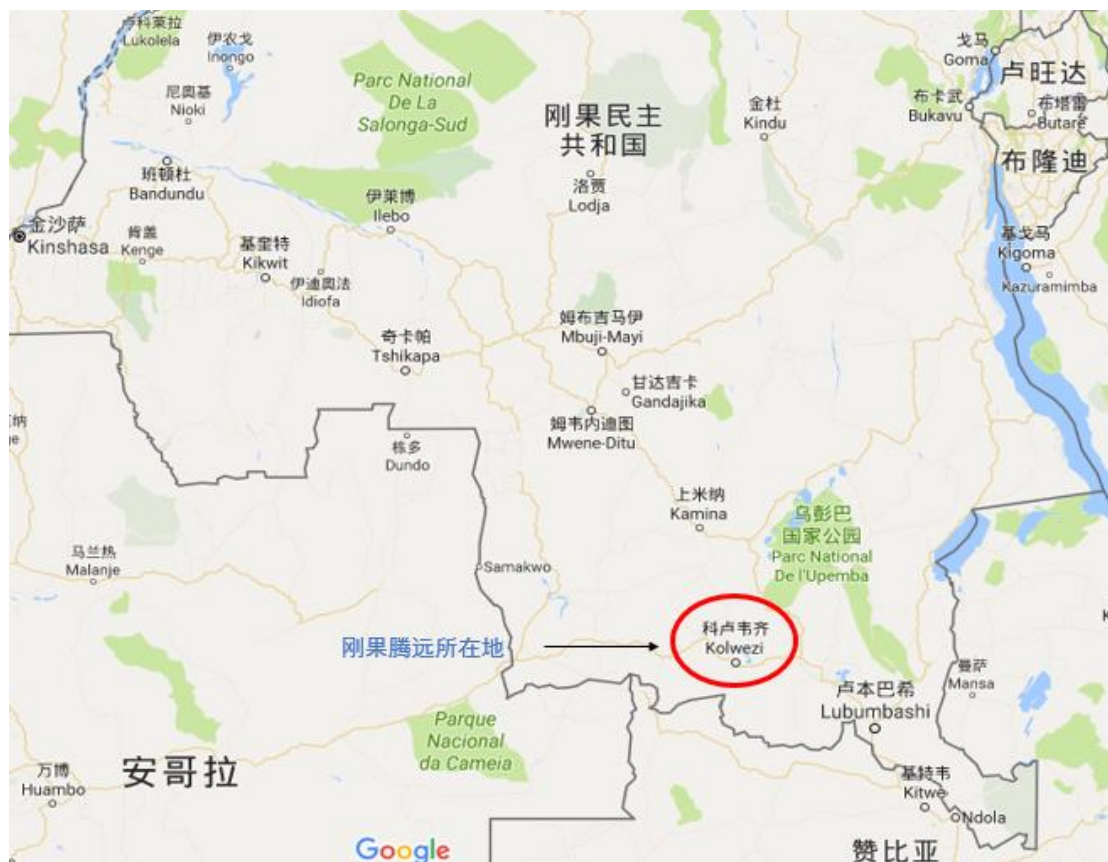 卢科莱拉
Lukolela
伊农戈
Inongo
尼奥基
Nioki
Parc National
De La
Salonga-Sud
刚果民主
共和国
金杜
Kindu
戈马
Goma
卢旺达
布卡武
Bukavu
布塔雷
Butare
布隆迪
班顿杜
Bandundu
洛贾
Lodja
伊莱博
Ilebo
金沙萨
Kinshasa
肯盖
Kenge
基奎特
Kikwit
伊迪奥法
Idiofa
基戈马
Kigoma
Kazuramimba
奇卡帕
Tshikapa
姆布吉马伊
Mbuji-Mayi
甘达吉卡
Gandajika
姆韦内迪图
Mwene-Ditu
栋多
Dundo
上米纳
Kamina
乌彭巴
国家公园
Parc National
De l'Upemba
马兰热
Malanje
Samakwo
刚果腾远所在地
科卢韦齐
Kolwezi
曼萨
Mansa
卢本巴希
Lubumbashi
Parque
Nacional
da Cameia
安哥拉
万博
Huambo
基特韦
Kitwe
Ndola
赞比亚
Google